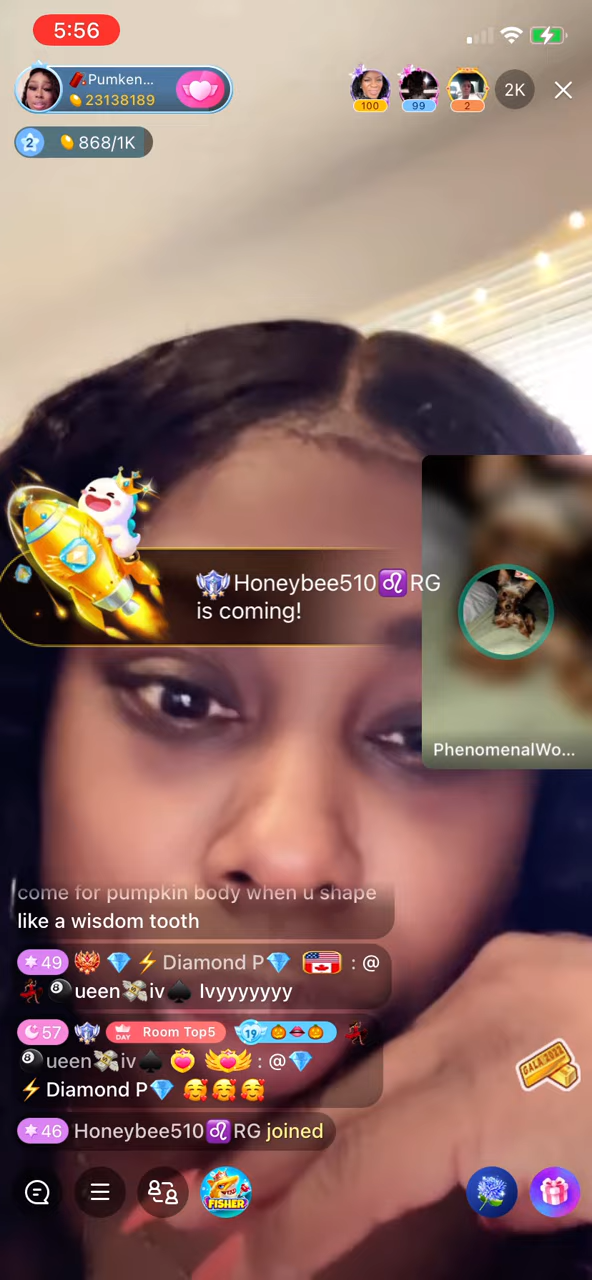 5:56
Pumken...
23138189
100
99
2
2K
2
868/1K
Honeybee510♌RG
is coming!
PhenomenalWo...
come for pumpkin body when u shape
like a wisdom tooth
49 ⚡Diamond P💎 : @
💃🎱ueen💸iv♠ Ivyyyyyyy
57 DAY Room Top5 19 🎃👄🎃 💃
🎱ueen💸iv♠ : @💎
⚡Diamond P💎 🥰🥰🥰
46 Honeybee510♌RG joined
GALA 2022
FISHER